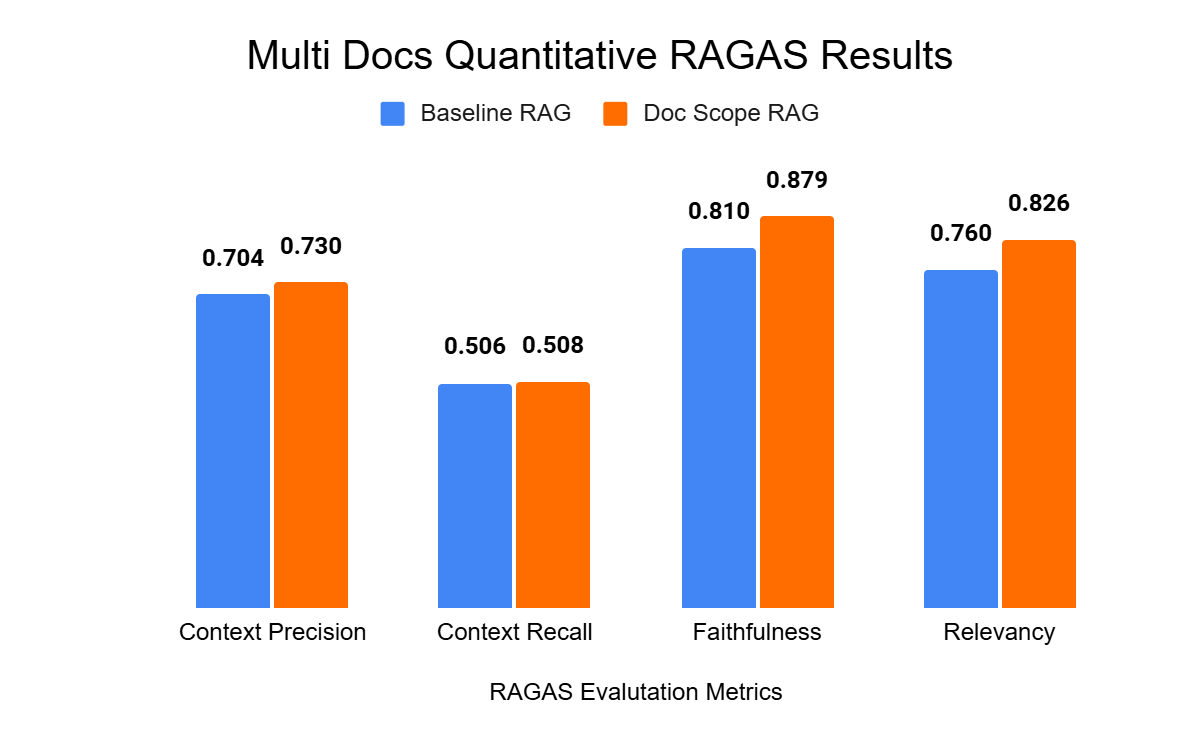 Multi Docs Quantitative RAGAS Results
Baseline RAG Doc Scope RAG
0.704 0.730 0.506 0.508 0.810 0.879 0.760 0.826
Context Precision Context Recall Faithfulness Relevancy
RAGAS Evalutation Metrics